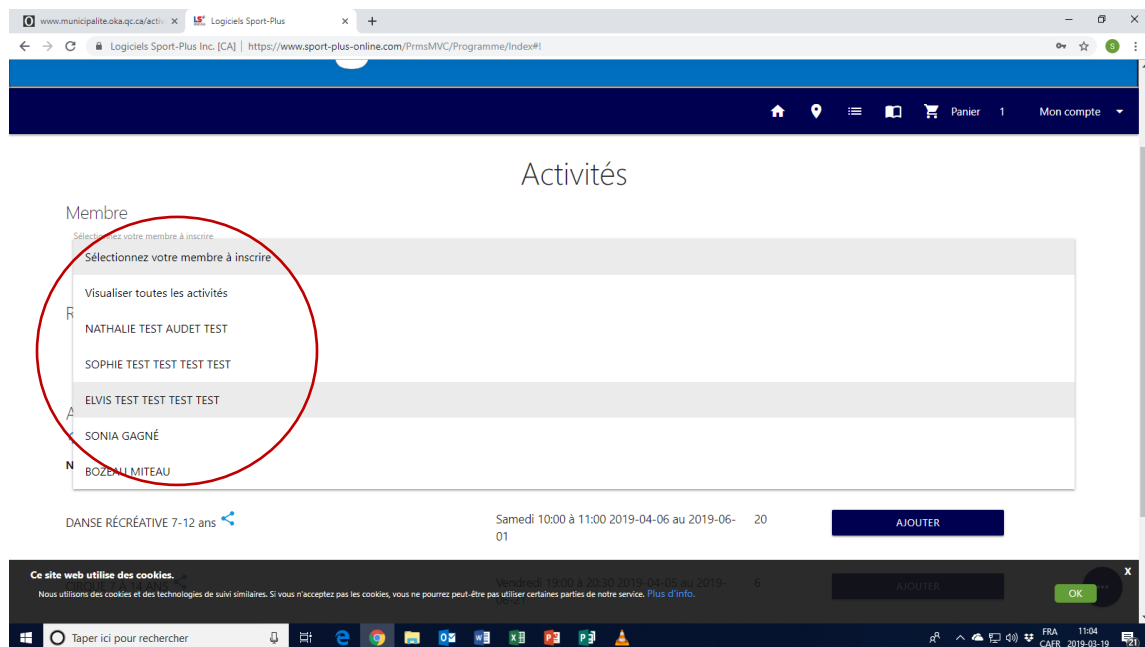 www.municipalite.oka.qc.ca/activ
Logiciels Sport-Plus
Logiciels Sport-Plus Inc. [CA] | https://www.sport-plus-online.com/PrmsMVC/Programme/Index#!
S
Panier 1 Mon compte
Activités
Membre
Sélectionnez votre membre à inscrire
Sélectionnez votre membre à inscrire
Visualiser toutes les activités
R
NATHALIE TEST AUDET TEST
SOPHIE TEST TEST TEST TEST
ELVIS TEST TEST TEST TEST
A
SONIA GAGNÉ
N
BOZEAU MITEAU
DANSE RÉCRÉATIVE 7-12 ans Samedi 10:00 à 11:00 2019-04-06 au 2019-06- 20 AJOUTER
01
Ce site web utilise des cookies. x
CIRQUE 7 À 14 ANS Vendredi 19:00 à 20:30 2019-04-05 au 2019- 6 AJOUTER
Nous utilisons des cookies et des technologies de suivi similaires. Si vous n'acceptez pas les cookies, vous ne pourrez peut-être pas utiliser certaines parties de notre service. Plus d'info. OK
Taper ici pour rechercher
FRA 11:04
CAFR 2019-03-19 21